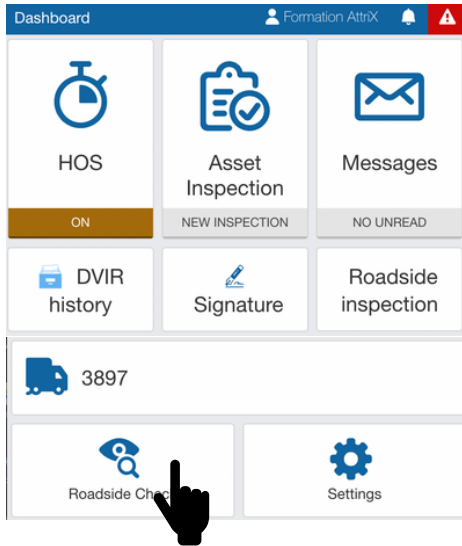 Dashboard Formation AttriX
HOS Asset Messages
Inspection
ON NEW INSPECTION NO UNREAD
DVIR Signature Roadside
history inspection
3897
Roadside Settings